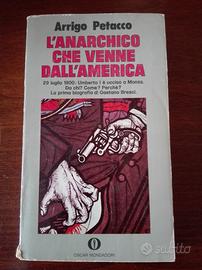 Arrigo Petacco
L'ANARCHICO
CHE VENNE
DALL'AMERICA
29 luglio 1900. Umberto I è ucciso a Monza.
Da chi? Come? Perché?
La prima biografia di Gaetano Bresci.
OSCAR MONDADORI
subito